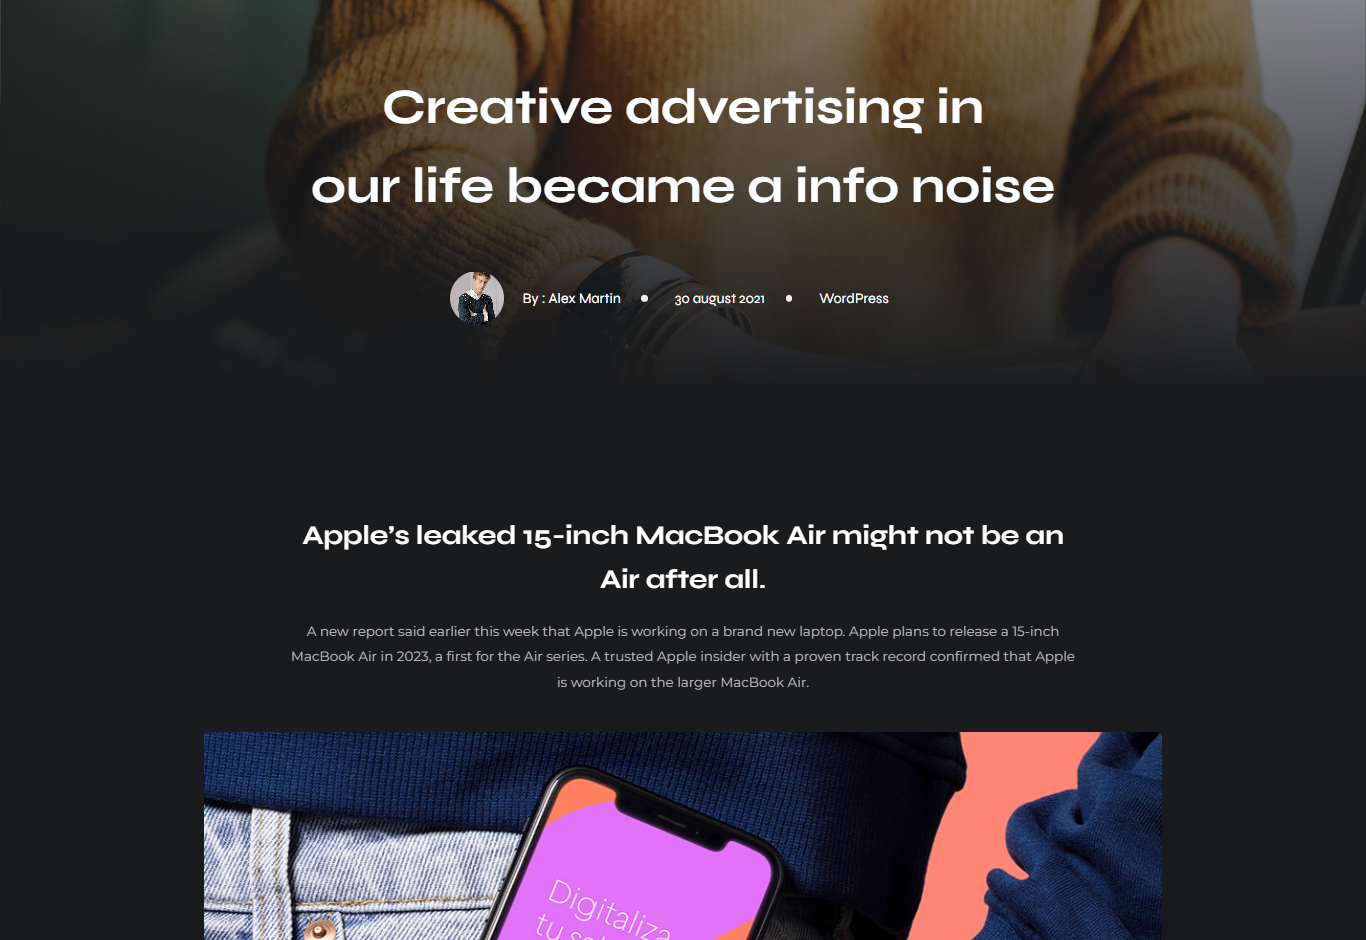 Creative advertising in
our life became a info noise
By : Alex Martin
30 august 2021
WordPress
Apple’s leaked 15-inch MacBook Air might not be an
Air after all.
A new report said earlier this week that Apple is working on a brand new laptop. Apple plans to release a 15-inch
MacBook Air in 2023, a first for the Air series. A trusted Apple insider with a proven track record confirmed that Apple
is working on the larger MacBook Air.
Digitaliza
tu